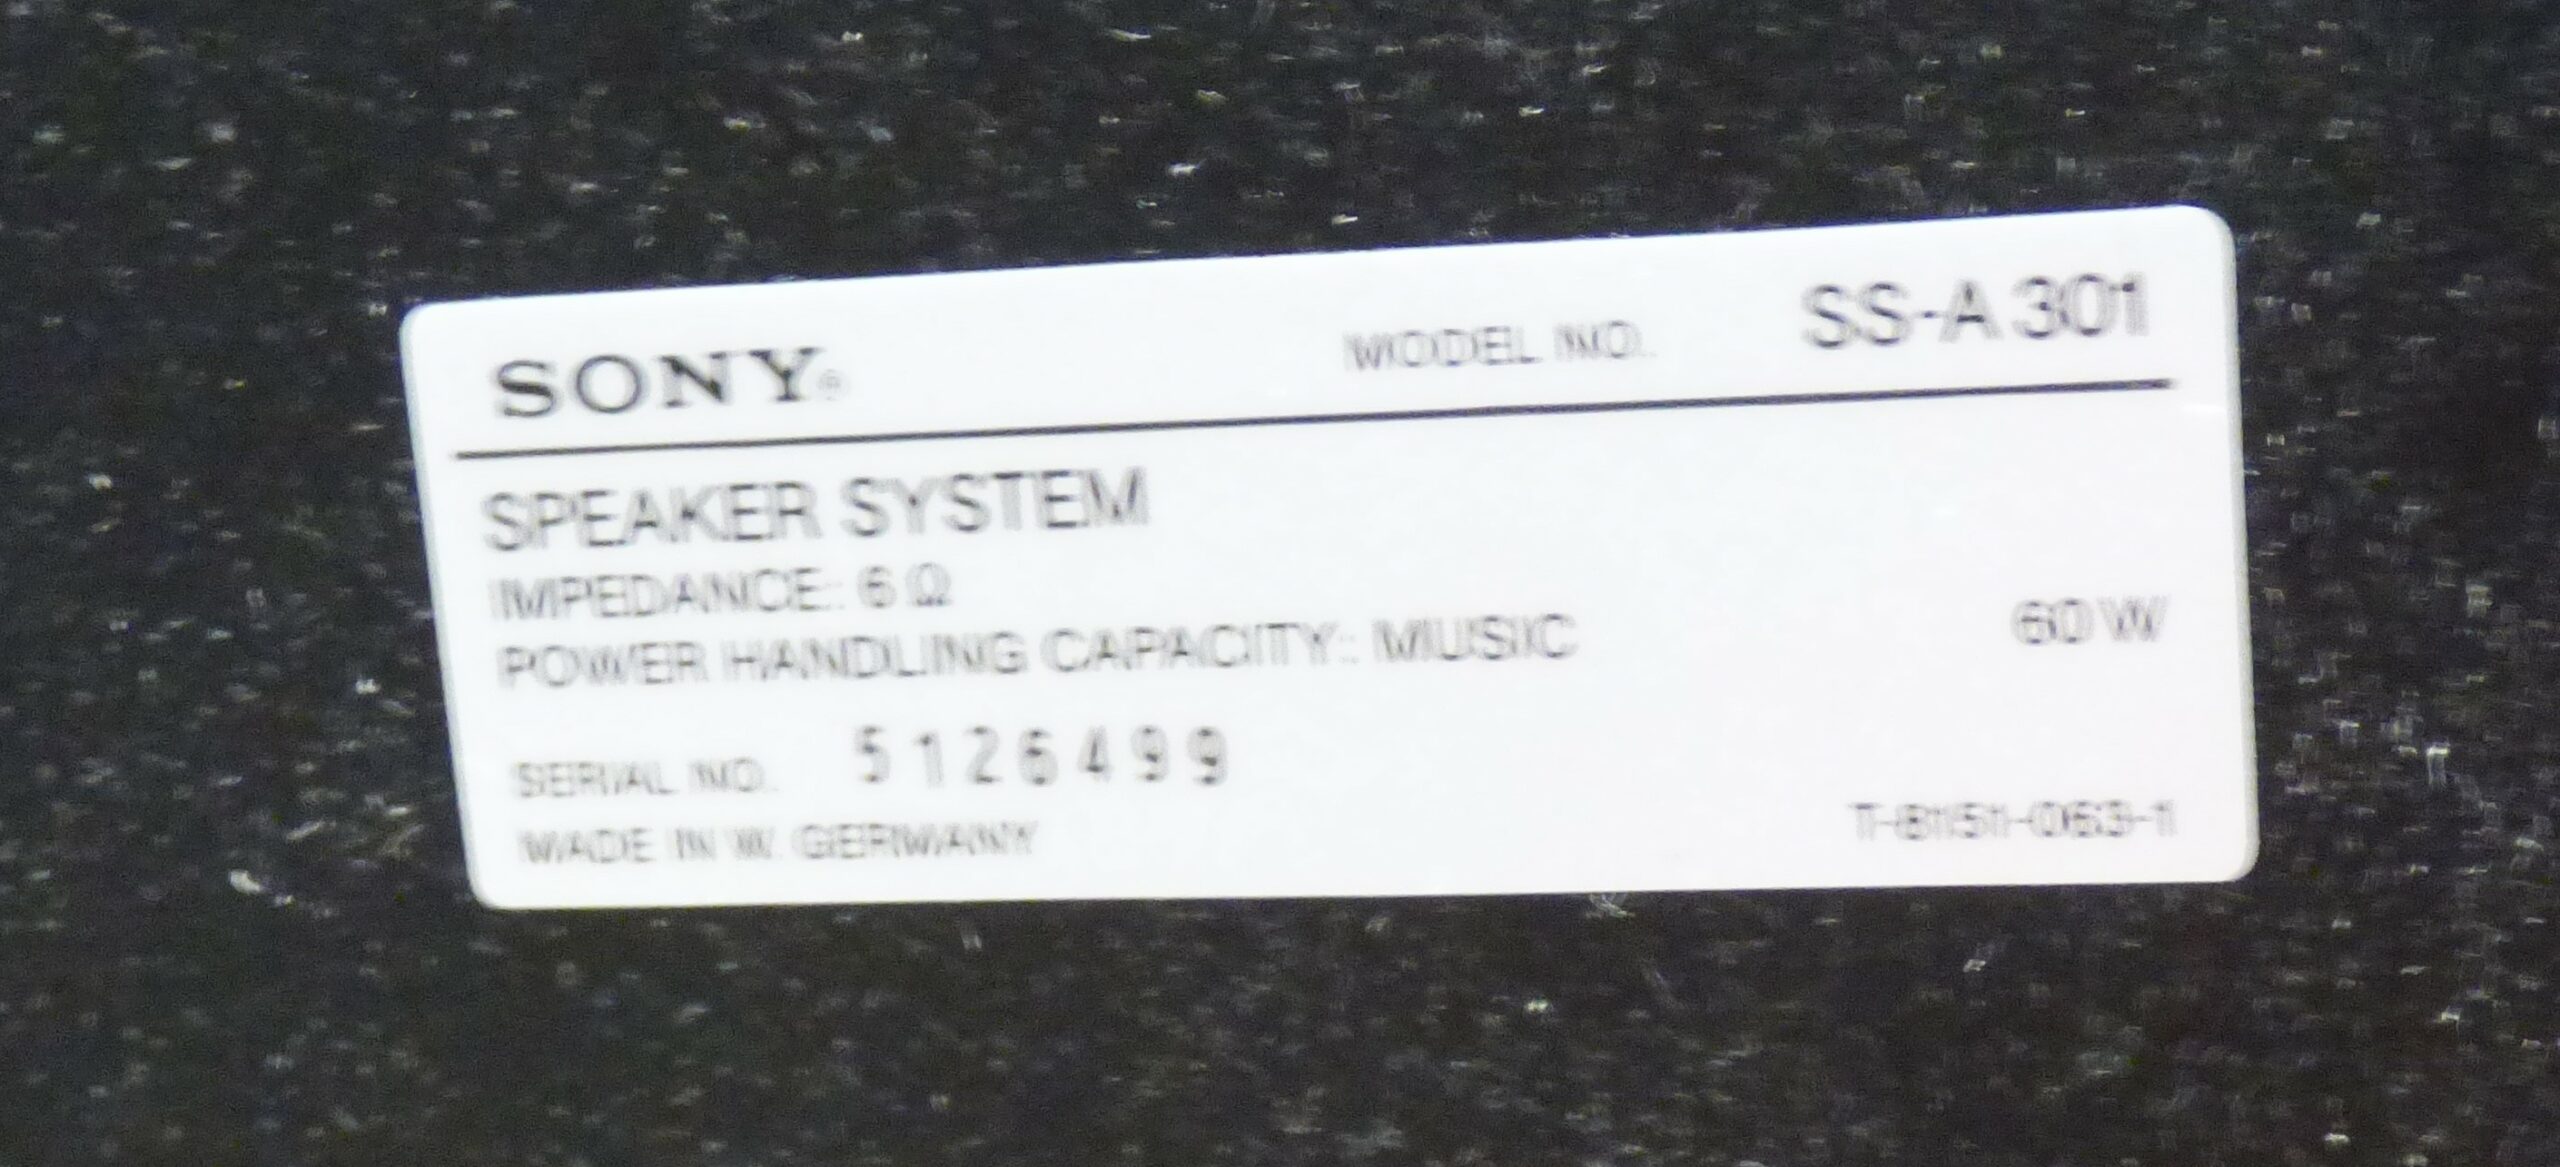 SONY® MODEL NO. SS-A 301
SPEAKER SYSTEM
IMPEDANCE: 6 Ω
POWER HANDLING CAPACITY: MUSIC 60 W
SERIAL NO. 5126499
MADE IN W. GERMANY T-8151-063-1